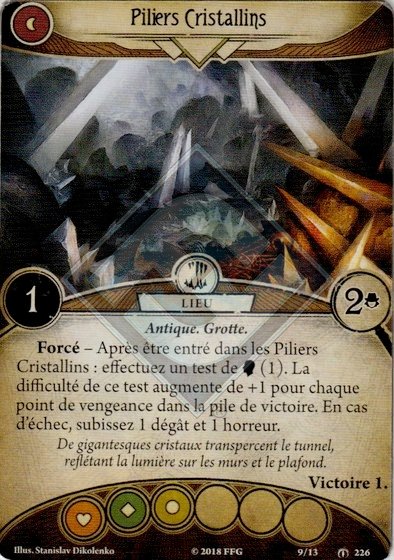 Piliers Cristallins
1
LIEU
2
Antique. Grotte.
Forcé – Après être entré dans les Piliers
Cristallins : effectuez un test de (1). La
difficulté de ce test augmente de +1 pour chaque
point de vengeance dans la pile de victoire. En cas
d'échec, subissez 1 dégât et 1 horreur.
De gigantesques cristaux transpercent le tunnel,
reflétant la lumière sur les murs et le plafond.
Victoire 1.
Illus. Stanislav Dikolenko
© 2018 FFG
9/13
226